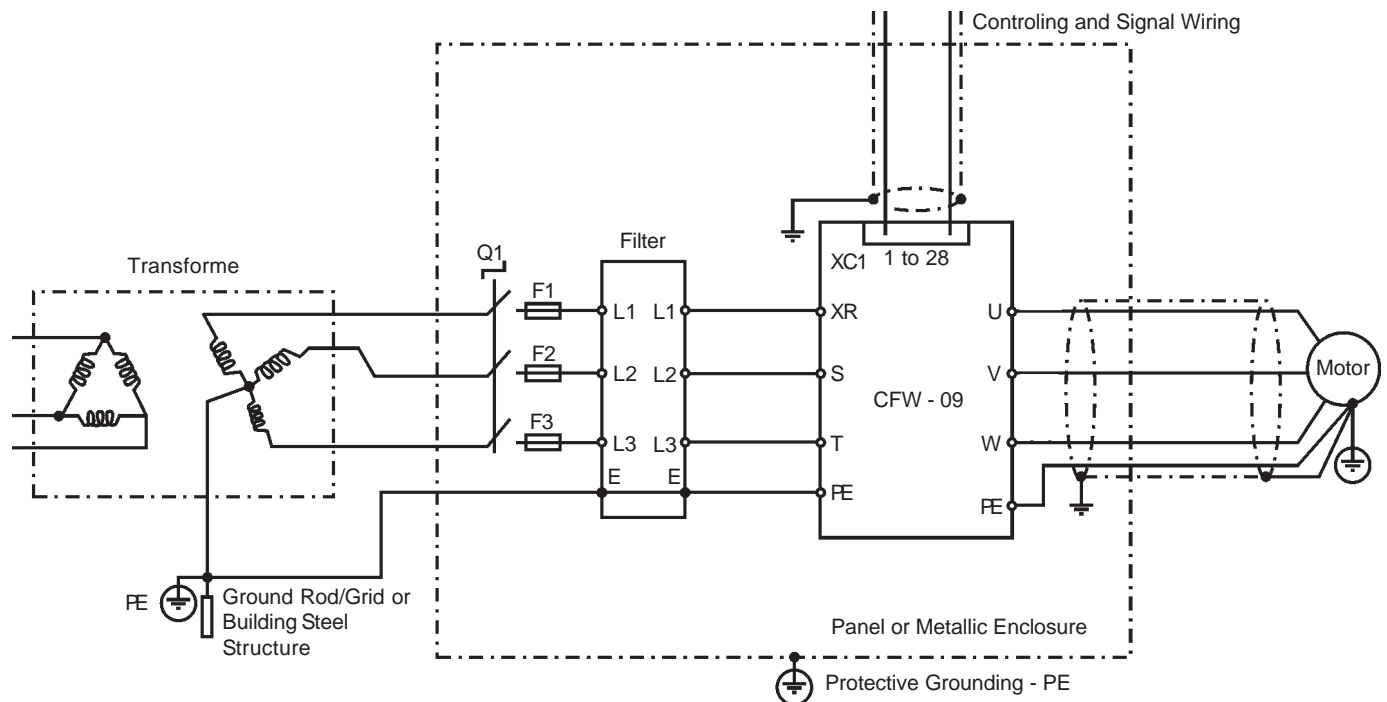 Controling and Signal Wiring
Transforme
Q1
Filter
XC1
1 to 28
F1
L1
L1
XR
U
F2
L2
L2
S
V
Motor
CFW - 09
F3
L3
L3
T
W
E
E
PE
PE
PE
Ground Rod/Grid or
Building Steel
Structure
Panel or Metallic Enclosure
Protective Grounding - PE